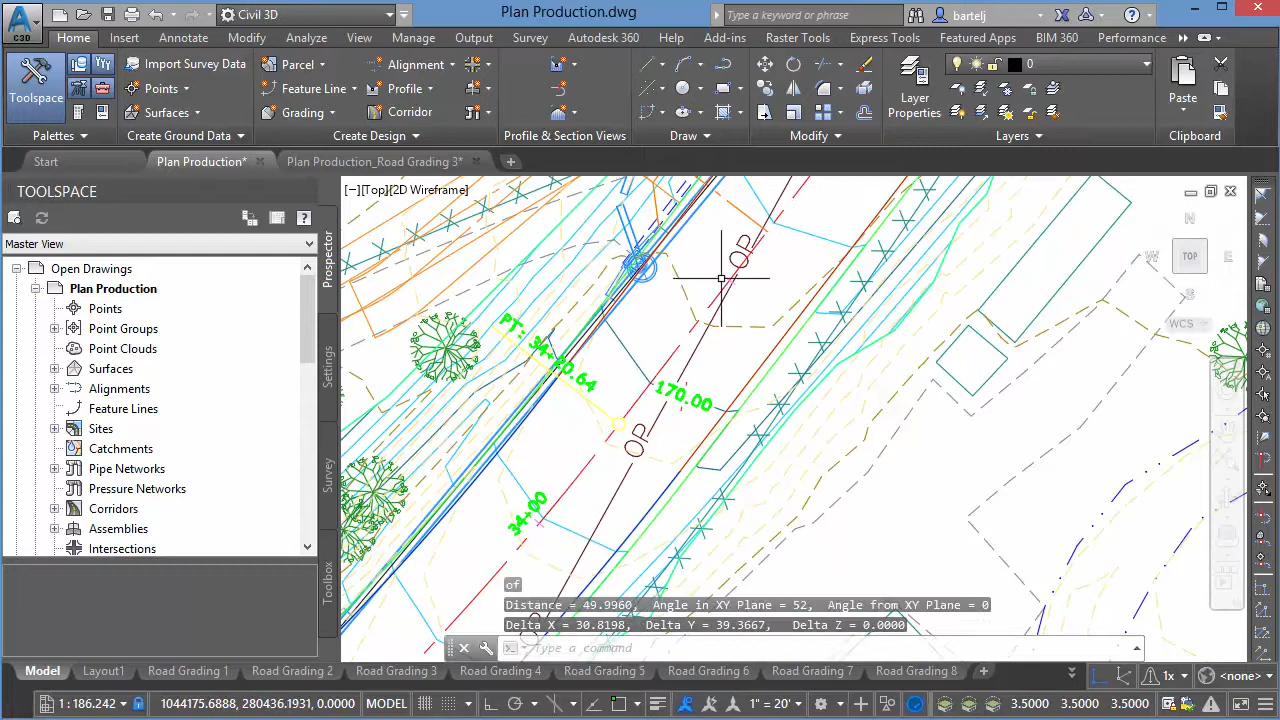 Civil 3D
Plan Production.dwg
Type a keyword or phrase
bartelj
C3D
Home
Insert
Annotate
Modify
Analyze
View
Manage
Output
Survey
Autodesk 360
Help
Add-ins
Raster Tools
Express Tools
Featured Apps
BIM 360
Performance
Toolspace
Import Survey Data
Points
Surfaces
Parcel
Feature Line
Grading
Alignment
Profile
Corridor
Layer
Properties
0
Paste
Palettes
Create Ground Data
Create Design
Profile & Section Views
Draw
Modify
Layers
Clipboard
Start
Plan Production*
Plan Production_Road Grading 3*
TOOLSPACE
Master View
Open Drawings
Plan Production
Points
Point Groups
Point Clouds
Surfaces
Alignments
Feature Lines
Sites
Catchments
Pipe Networks
Pressure Networks
Corridors
Assemblies
Intersections
Prospector
Settings
Survey
Toolbox
[−][Top][2D Wireframe]
N
W
TOP
E
S
WCS
OP
PT: 34+20.64
170.00
OP
34+00
OP
of
Distance = 49.9960, Angle in XY Plane = 52, Angle from XY Plane = 0
Delta X = 30.8198, Delta Y = 39.3667, Delta Z = 0.0000
Type a command
Model
Layout1
Road Grading 1
Road Grading 2
Road Grading 3
Road Grading 4
Road Grading 5
Road Grading 6
Road Grading 7
Road Grading 8
1x
<none>
1:186.242
1044175.6888, 280436.1931, 0.0000
MODEL
1" = 20'
3.5000
3.5000
3.5000